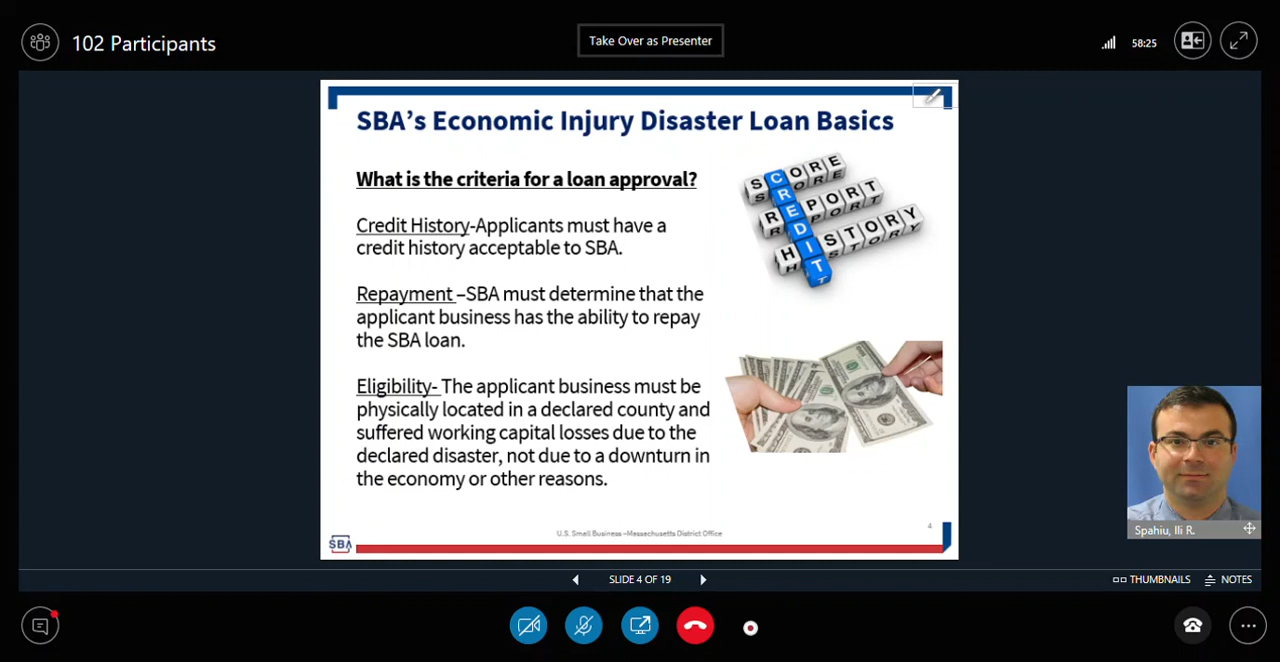 102 Participants
Take Over as Presenter
58:25
SBA's Economic Injury Disaster Loan Basics
What is the criteria for a loan approval?
Credit History-Applicants must have a
credit history acceptable to SBA.
Repayment –SBA must determine that the
applicant business has the ability to repay
the SBA loan.
Eligibility- The applicant business must be
physically located in a declared county and
suffered working capital losses due to the
declared disaster, not due to a downturn in
the economy or other reasons.
SCORE
REPORT
HISTORY
CREDIT
Spahiu, Ili R.
U.S. Small Business –Massachusetts District Office
4
SBA
SLIDE 4 OF 19
THUMBNAILS
NOTES